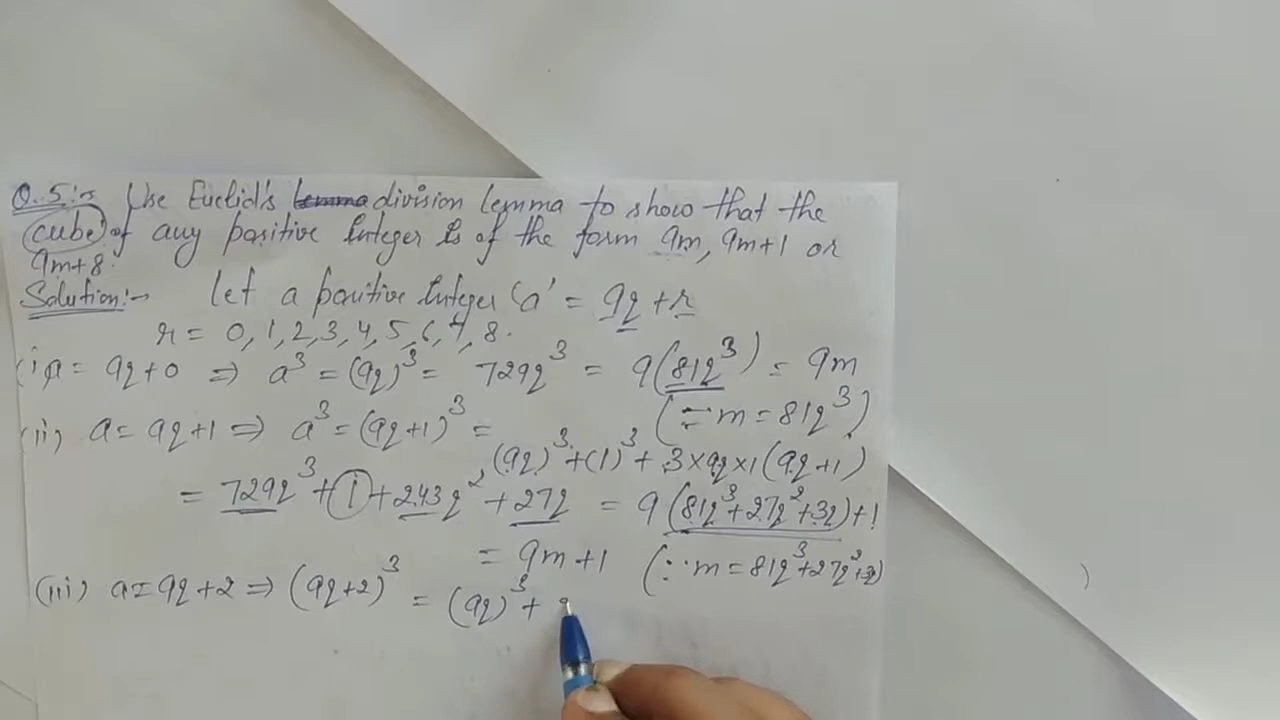 Q.5:- Use Euclid's division lemma to show that the
cube of any positive Integer is of the form 9m, 9m+1 or
9m+8.
Solution:- Let a positive Integer 'a' = 9q + r
r = 0, 1, 2, 3, 4, 5, 6, 7, 8.
(i) a = 9q+0 ⇒ a³ = (9q)³ = 729q³ = 9(81q³) = 9m
(∵ m = 81q³)
(ii) a = 9q+1 ⇒ a³ = (9q+1)³ =
(9q)³+(1)³+3×9q×1(9q+1)
= 729q³+1+243q²+27q = 9(81q³+27q²+3q)+1
= 9m+1 (∵ m = 81q³+27q²+3q)
(iii) a = 9q+2 ⇒ (9q+2)³ = (9q)³+